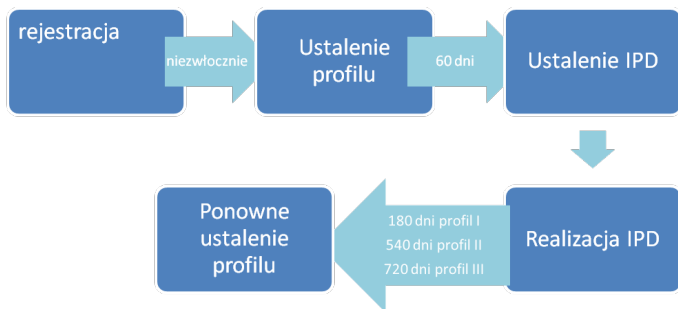 rejestracja
niezwłocznie
Ustalenie
profilu
60 dni
Ustalenie IPD
Realizacja IPD
180 dni profil I
540 dni profil II
720 dni profil III
Ponowne
ustalenie
profilu